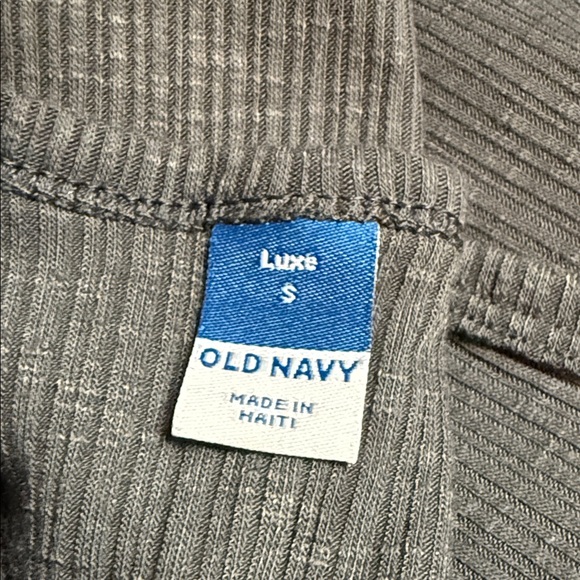 Luxe
S
OLD NAVY
MADE IN
HAITI